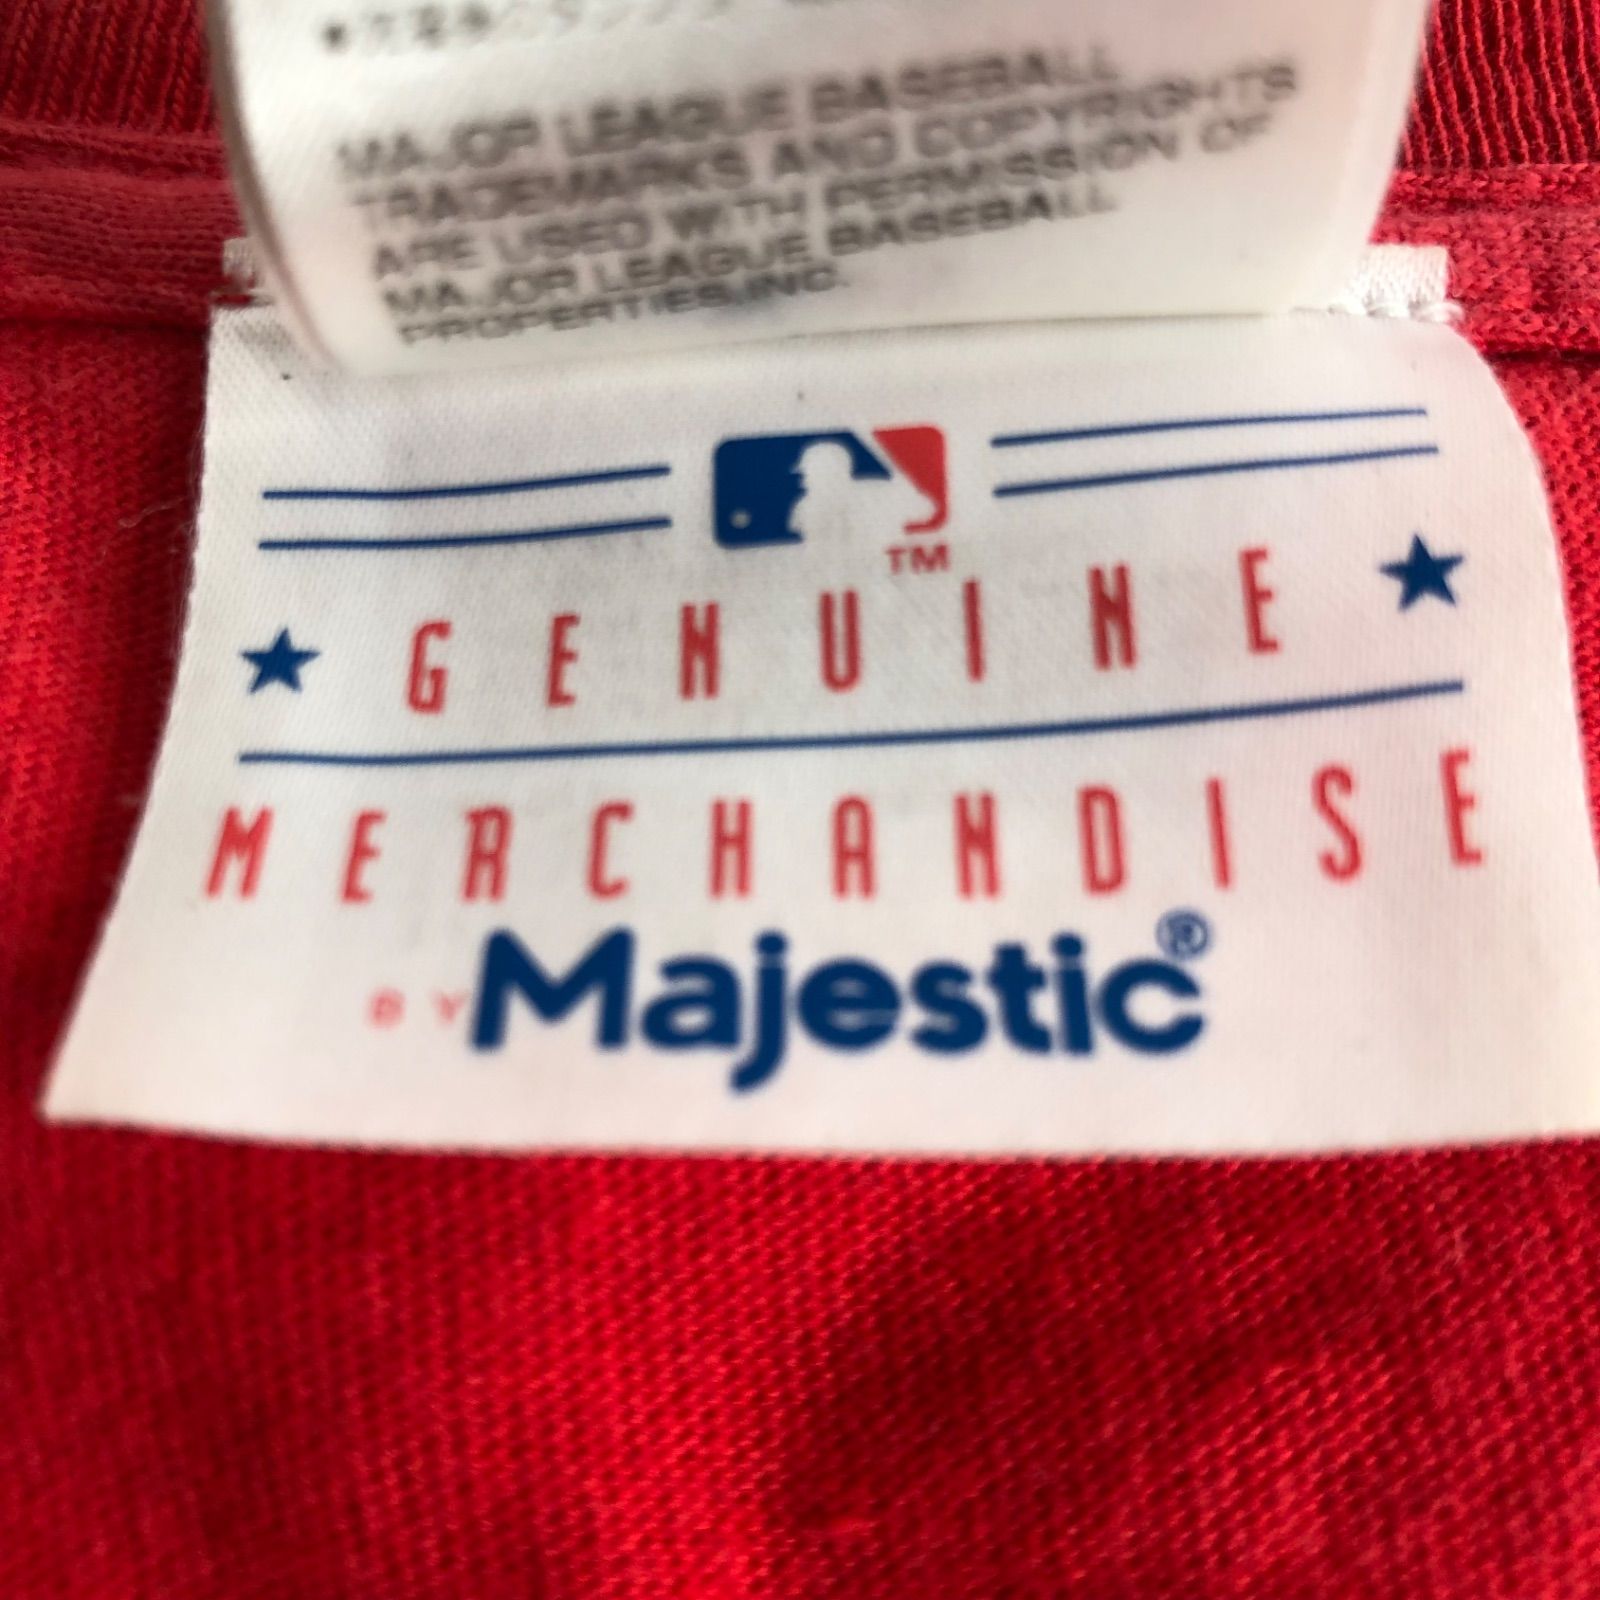 MAJOR LEAGUE BASEBALL
TRADEMARKS AND COPYRIGHTS
ARE USED WITH PERMISSION OF
MAJOR LEAGUE BASEBALL
PROPERTIES,INC.
TM
GENUINE
MERCHANDISE
BY Majestic®